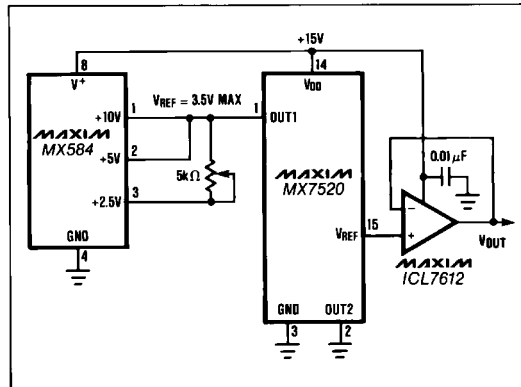 +15V
8
V+
+10V
1
VREF = 3.5V MAX
MAXIM
MX584
+5V
2
+2.5V
3
5kΩ
GND
4
14
VDD
1
OUT1
MAXIM
MX7520
VREF
15
GND
OUT2
3
2
0.01μF
−
+
VOUT
MAXIM
ICL7612